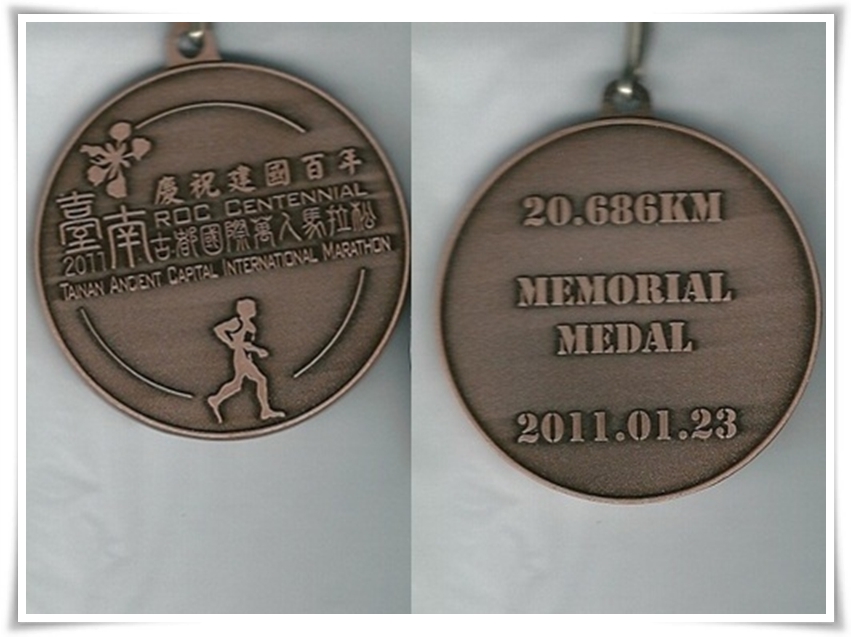 慶祝建國百年
臺南
ROC CENTENNIAL
古都國際萬人馬拉松
2011
TAINAN ANCIENT CAPITAL INTERNATIONAL MARATHON
20.686KM
MEMORIAL
MEDAL
2011.01.23